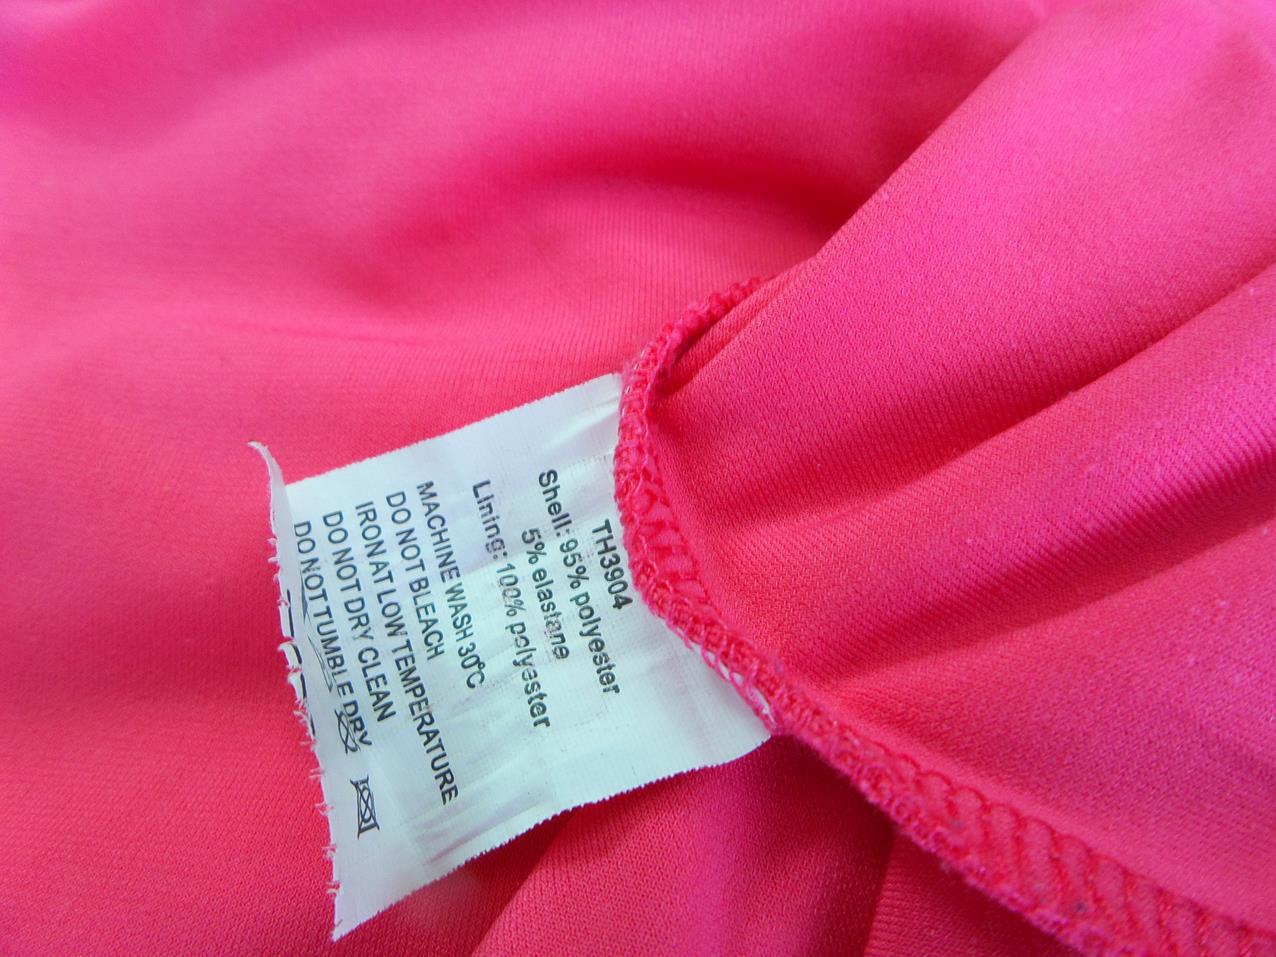 TH3904
Shell: 95% polyester
5% elastane
Lining: 100% polyester
MACHINE WASH 30℃
DO NOT BLEACH
IRON AT LOW TEMPERATURE
DO NOT DRY CLEAN
DO NOT TUMBLE DRY